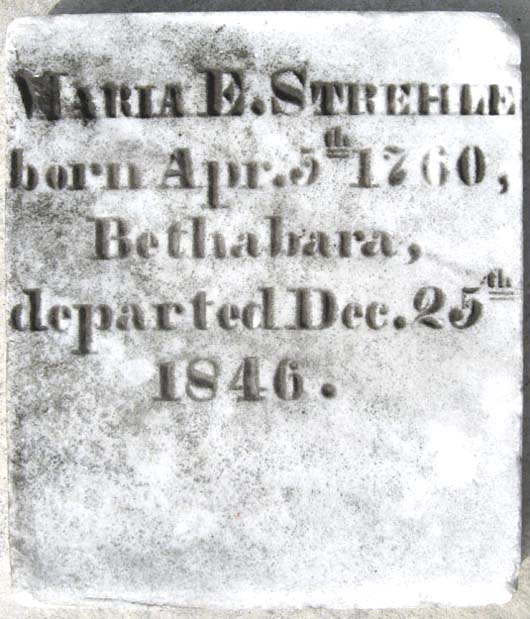 MARIA E. STREHLE
born Apr. 5th 1760,
Bethabara,
departed Dec. 25th
1846.